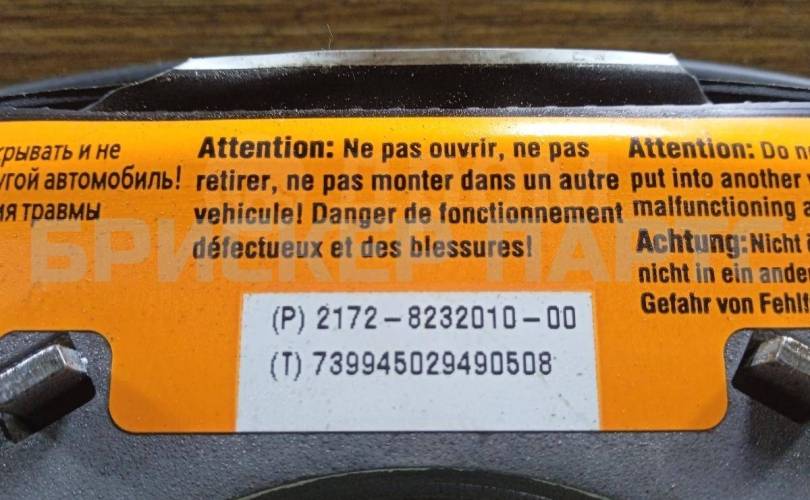 крывать и не
угой автомобиль!
ия травмы
Attention: Ne pas ouvrir, ne pas
retirer, ne pas monter dans un autre
vehicule! Danger de fonctionnement
défectueux et des blessures!
Attention: Do n
put into another v
malfunctioning a
Achtung: Nicht
nicht in ein ande
Gefahr von Fehl
БРИСКЕР ПАРТС
(P) 2172-8232010-00
(T) 739945029490508